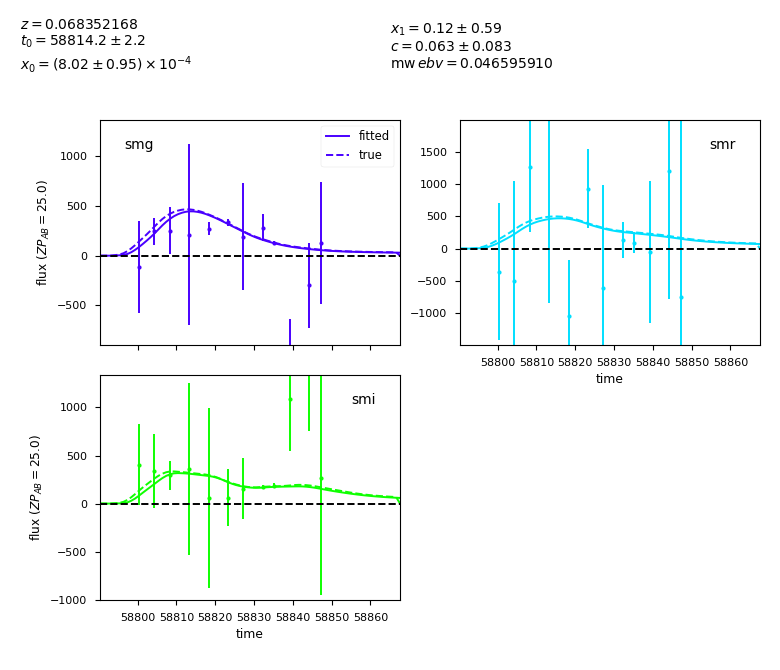 z = 0.068352168
t₀ = 58814.2 ± 2.2
x₀ = (8.02 ± 0.95) × 10⁻⁴
x₁ = 0.12 ± 0.59
c = 0.063 ± 0.083
mw ebv = 0.046595910
smg
fitted
true
1000
500
0
−500
flux (ZP_AB = 25.0)
smr
1500
1000
500
0
−500
−1000
58800 58810 58820 58830 58840 58850 58860
time
smi
1000
500
0
−500
−1000
flux (ZP_AB = 25.0)
58800 58810 58820 58830 58840 58850 58860
time